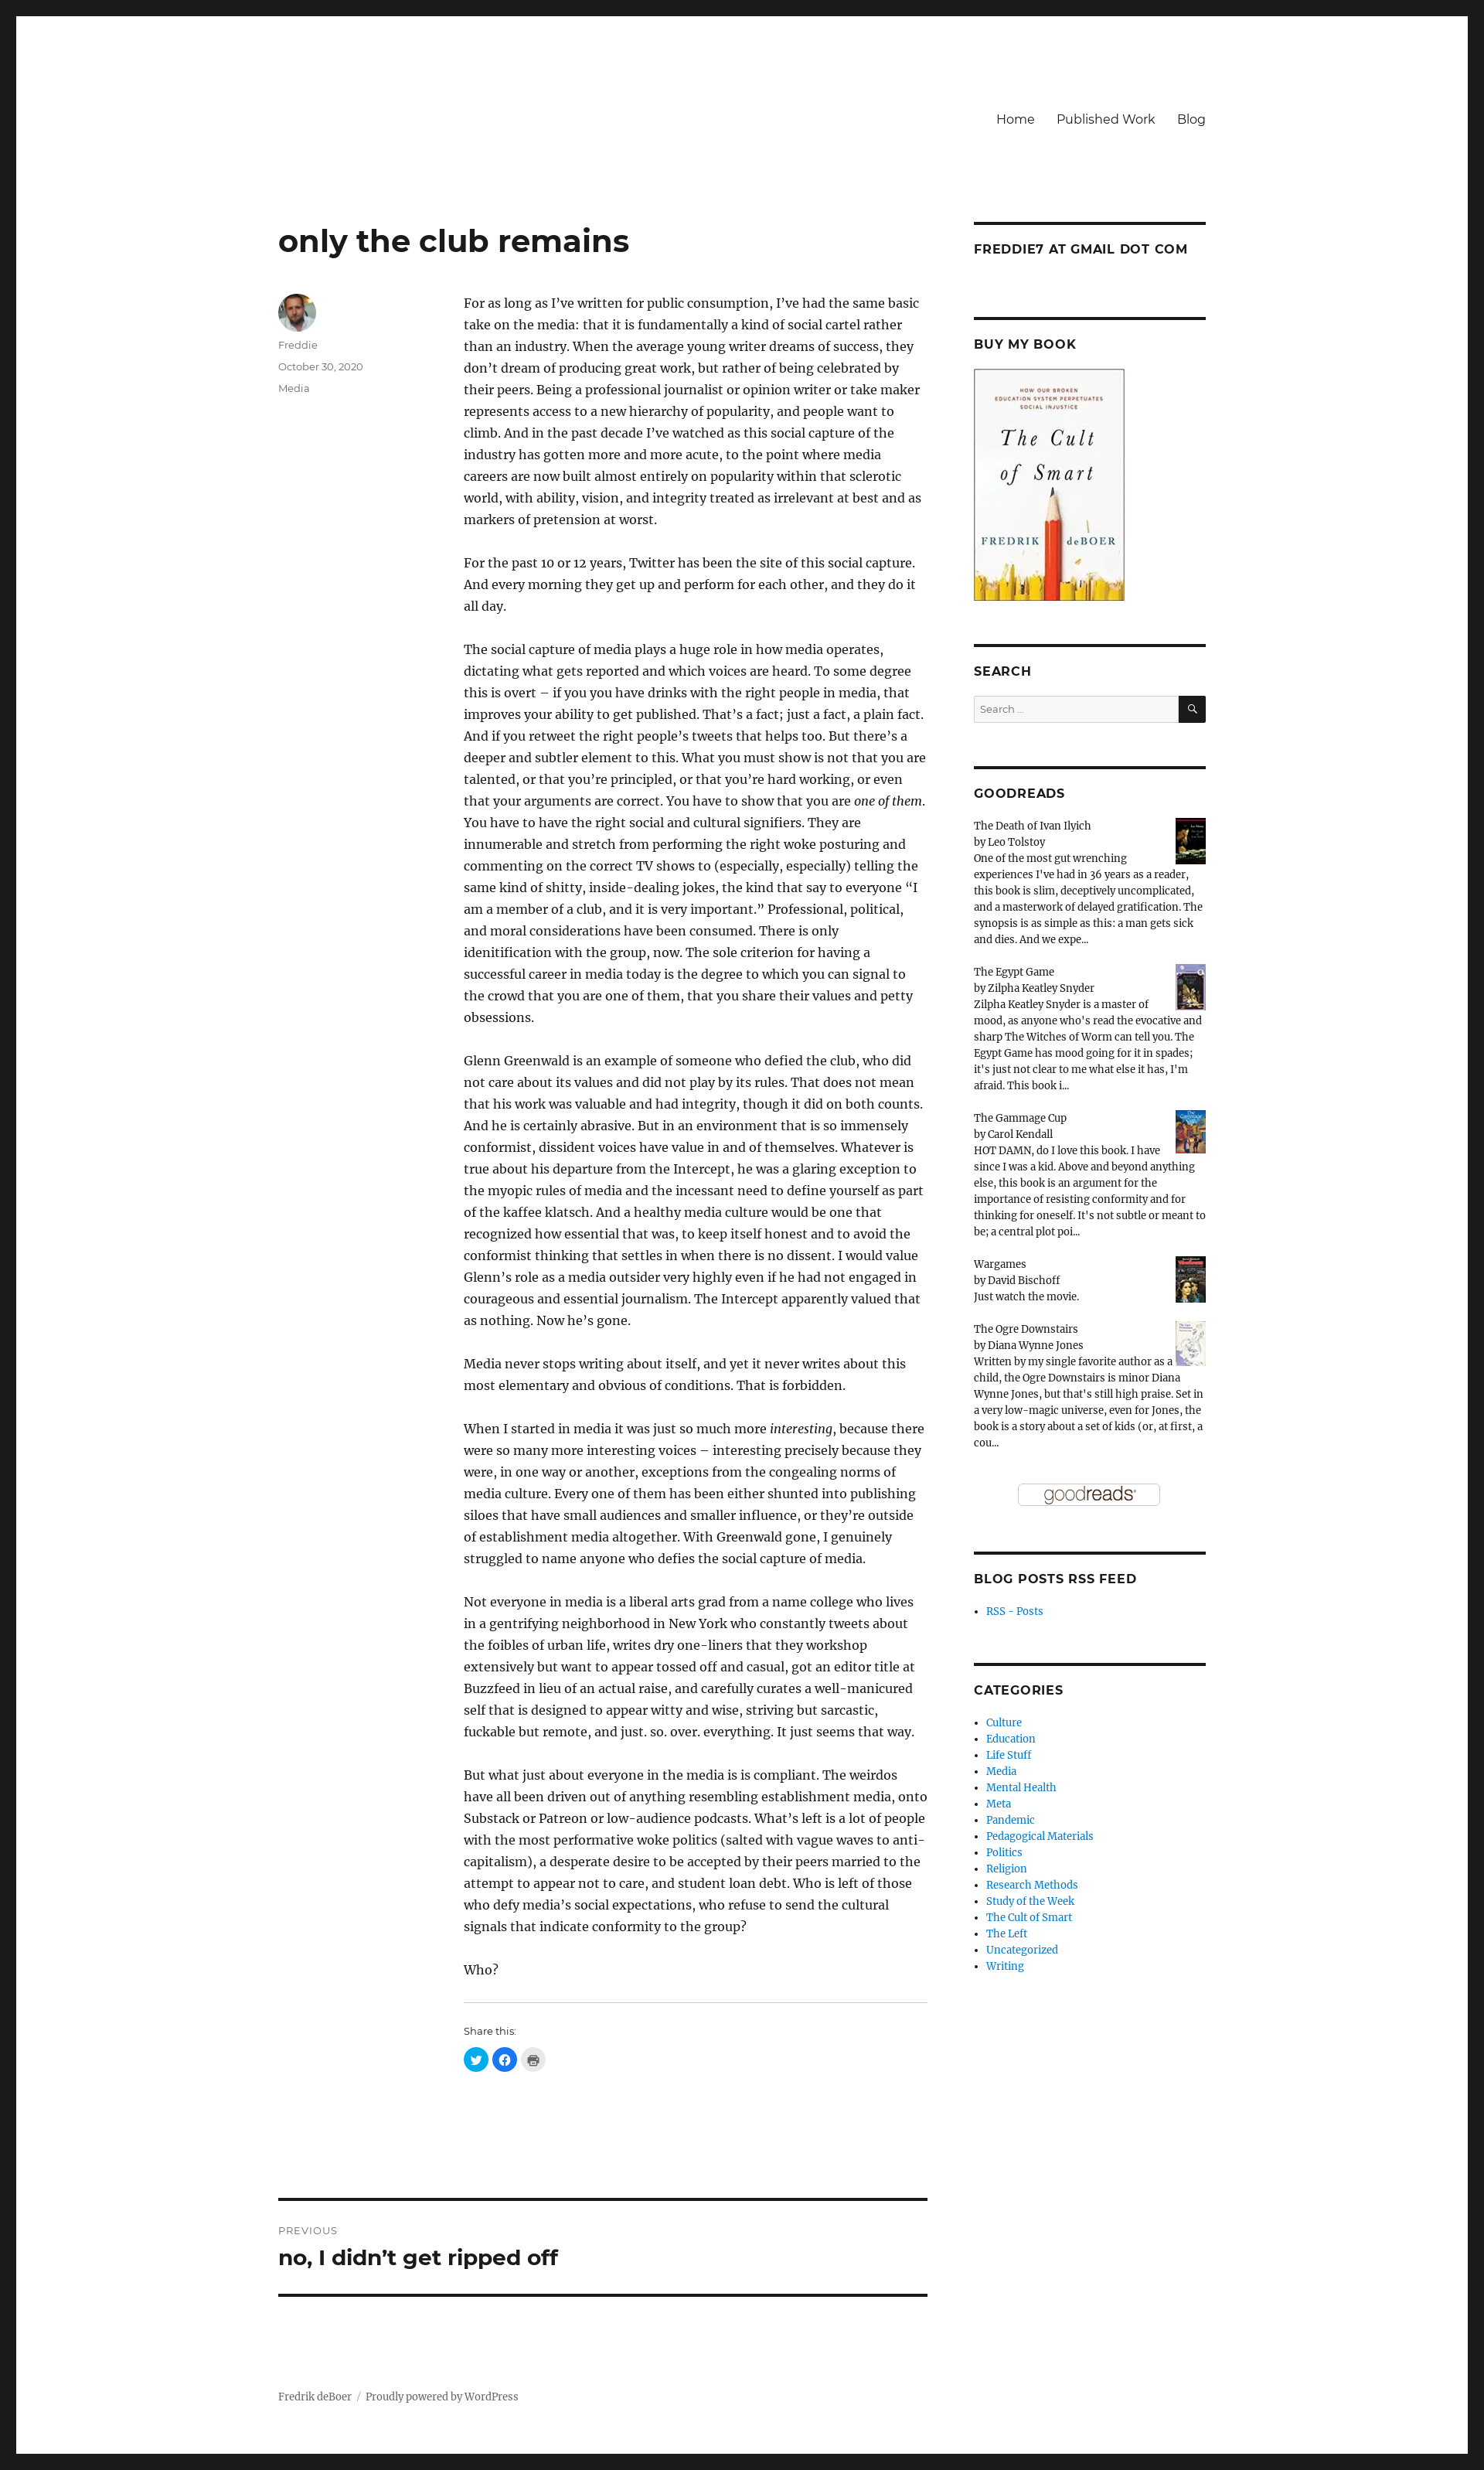 Home Published Work Blog
only the club remains
Freddie
October 30, 2020
Media
For as long as I’ve written for public consumption, I’ve had the same basic
take on the media: that it is fundamentally a kind of social cartel rather
than an industry. When the average young writer dreams of success, they
don’t dream of producing great work, but rather of being celebrated by
their peers. Being a professional journalist or opinion writer or take maker
represents access to a new hierarchy of popularity, and people want to
climb. And in the past decade I’ve watched as this social capture of the
industry has gotten more and more acute, to the point where media
careers are now built almost entirely on popularity within that sclerotic
world, with ability, vision, and integrity treated as irrelevant at best and as
markers of pretension at worst.
For the past 10 or 12 years, Twitter has been the site of this social capture.
And every morning they get up and perform for each other, and they do it
all day.
The social capture of media plays a huge role in how media operates,
dictating what gets reported and which voices are heard. To some degree
this is overt – if you you have drinks with the right people in media, that
improves your ability to get published. That’s a fact; just a fact, a plain fact.
And if you retweet the right people’s tweets that helps too. But there’s a
deeper and subtler element to this. What you must show is not that you are
talented, or that you’re principled, or that you’re hard working, or even
that your arguments are correct. You have to show that you are one of them.
You have to have the right social and cultural signifiers. They are
innumerable and stretch from performing the right woke posturing and
commenting on the correct TV shows to (especially, especially) telling the
same kind of shitty, inside-dealing jokes, the kind that say to everyone “I
am a member of a club, and it is very important.” Professional, political,
and moral considerations have been consumed. There is only
idenitification with the group, now. The sole criterion for having a
successful career in media today is the degree to which you can signal to
the crowd that you are one of them, that you share their values and petty
obsessions.
Glenn Greenwald is an example of someone who defied the club, who did
not care about its values and did not play by its rules. That does not mean
that his work was valuable and had integrity, though it did on both counts.
And he is certainly abrasive. But in an environment that is so immensely
conformist, dissident voices have value in and of themselves. Whatever is
true about his departure from the Intercept, he was a glaring exception to
the myopic rules of media and the incessant need to define yourself as part
of the kaffee klatsch. And a healthy media culture would be one that
recognized how essential that was, to keep itself honest and to avoid the
conformist thinking that settles in when there is no dissent. I would value
Glenn’s role as a media outsider very highly even if he had not engaged in
courageous and essential journalism. The Intercept apparently valued that
as nothing. Now he’s gone.
Media never stops writing about itself, and yet it never writes about this
most elementary and obvious of conditions. That is forbidden.
When I started in media it was just so much more interesting, because there
were so many more interesting voices – interesting precisely because they
were, in one way or another, exceptions from the congealing norms of
media culture. Every one of them has been either shunted into publishing
siloes that have small audiences and smaller influence, or they’re outside
of establishment media altogether. With Greenwald gone, I genuinely
struggled to name anyone who defies the social capture of media.
Not everyone in media is a liberal arts grad from a name college who lives
in a gentrifying neighborhood in New York who constantly tweets about
the foibles of urban life, writes dry one-liners that they workshop
extensively but want to appear tossed off and casual, got an editor title at
Buzzfeed in lieu of an actual raise, and carefully curates a well-manicured
self that is designed to appear witty and wise, striving but sarcastic,
fuckable but remote, and just. so. over. everything. It just seems that way.
But what just about everyone in the media is is compliant. The weirdos
have all been driven out of anything resembling establishment media, onto
Substack or Patreon or low-audience podcasts. What’s left is a lot of people
with the most performative woke politics (salted with vague waves to anti-
capitalism), a desperate desire to be accepted by their peers married to the
attempt to appear not to care, and student loan debt. Who is left of those
who defy media’s social expectations, who refuse to send the cultural
signals that indicate conformity to the group?
Who?
Share this:
PREVIOUS
no, I didn’t get ripped off
FREDDIE7 AT GMAIL DOT COM
BUY MY BOOK
HOW OUR BROKEN
EDUCATION SYSTEM PERPETUATES
SOCIAL INJUSTICE
The Cult
of Smart
FREDRIK deBOER
SEARCH
Search ...
GOODREADS
The Death of Ivan Ilyich
by Leo Tolstoy
One of the most gut wrenching
experiences I've had in 36 years as a reader,
this book is slim, deceptively uncomplicated,
and a masterwork of delayed gratification. The
synopsis is as simple as this: a man gets sick
and dies. And we expe...
The Egypt Game
by Zilpha Keatley Snyder
Zilpha Keatley Snyder is a master of
mood, as anyone who's read the evocative and
sharp The Witches of Worm can tell you. The
Egypt Game has mood going for it in spades;
it's just not clear to me what else it has, I'm
afraid. This book i...
The Gammage Cup
by Carol Kendall
HOT DAMN, do I love this book. I have
since I was a kid. Above and beyond anything
else, this book is an argument for the
importance of resisting conformity and for
thinking for oneself. It's not subtle or meant to
be; a central plot poi...
Wargames
by David Bischoff
Just watch the movie.
The Ogre Downstairs
by Diana Wynne Jones
Written by my single favorite author as a
child, the Ogre Downstairs is minor Diana
Wynne Jones, but that's still high praise. Set in
a very low-magic universe, even for Jones, the
book is a story about a set of kids (or, at first, a
cou...
goodreads
BLOG POSTS RSS FEED
RSS - Posts
CATEGORIES
Culture
Education
Life Stuff
Media
Mental Health
Meta
Pandemic
Pedagogical Materials
Politics
Religion
Research Methods
Study of the Week
The Cult of Smart
The Left
Uncategorized
Writing
Fredrik deBoer / Proudly powered by WordPress